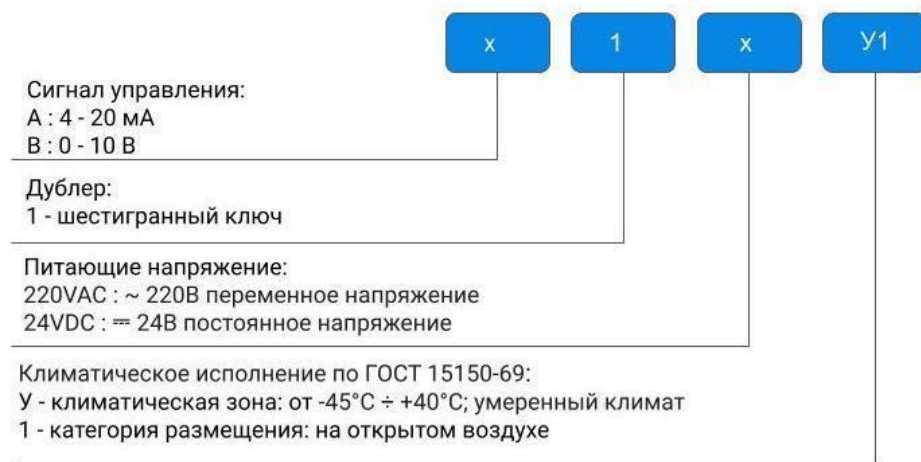 х 1 х У1
Сигнал управления:
А : 4 - 20 мА
В : 0 - 10 В
Дублер:
1 - шестигранный ключ
Питающие напряжение:
220VAC : ~ 220В переменное напряжение
24VDC : ⎓ 24В постоянное напряжение
Климатическое исполнение по ГОСТ 15150-69:
У - климатическая зона: от -45°C ÷ +40°C; умеренный климат
1 - категория размещения: на открытом воздухе